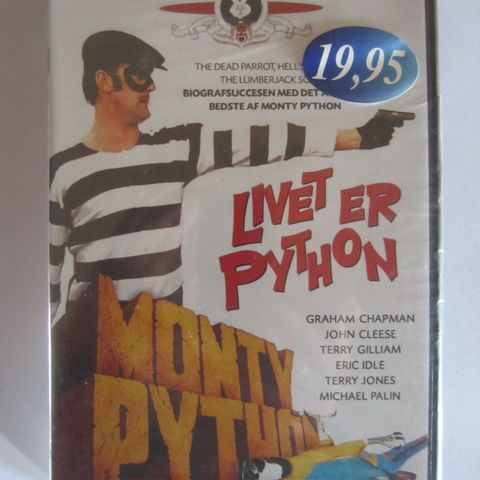 THE DEAD PARROT, HELL'S
THE LUMBERJACK
BIOGRAFSUCCESEN MED DET
BEDSTE AF MONTY PYTHON
19,95
LIVET ER
PYTHON
GRAHAM CHAPMAN
JOHN CLEESE
TERRY GILLIAM
ERIC IDLE
TERRY JONES
MICHAEL PALIN
MONTY
PYTHON